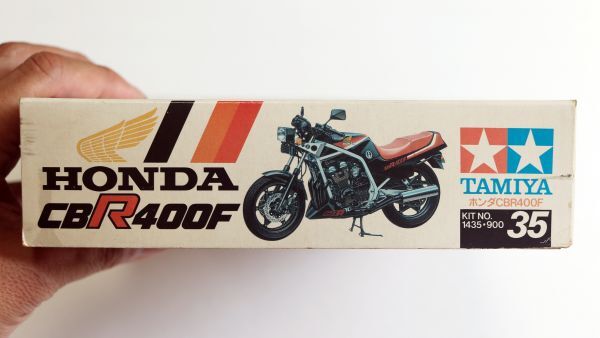 HONDA
CBR400F
TAMIYA
ホンダCBR400F
KIT NO.
1435・900
35